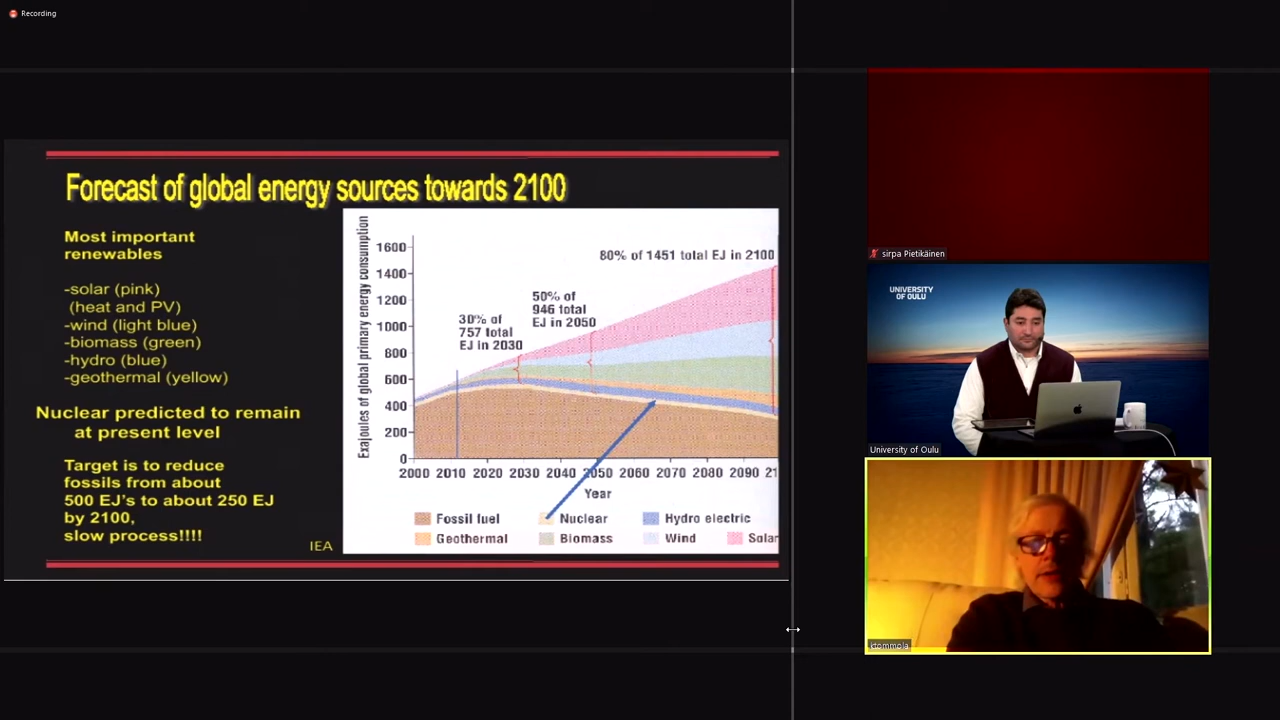 Recording
Forecast of global energy sources towards 2100
Most important
renewables
-solar (pink)
(heat and PV)
-wind (light blue)
-biomass (green)
-hydro (blue)
-geothermal (yellow)
Nuclear predicted to remain
at present level
Target is to reduce
fossils from about
500 EJ's to about 250 EJ
by 2100,
slow process!!!!
IEA
Exajoules of global primary energy consumption
1600
1400
1200
1000
800
600
400
200
0
80% of 1451 total EJ in 2100
50% of
946 total
EJ in 2050
30% of
757 total
EJ in 2030
2000 2010 2020 2030 2040 2050 2060 2070 2080 2090 21
Year
Fossil fuel Nuclear Hydro electric
Geothermal Biomass Wind Solar
sirpa Pietikäinen
UNIVERSITY
OF OULU
University of Oulu
ktommola